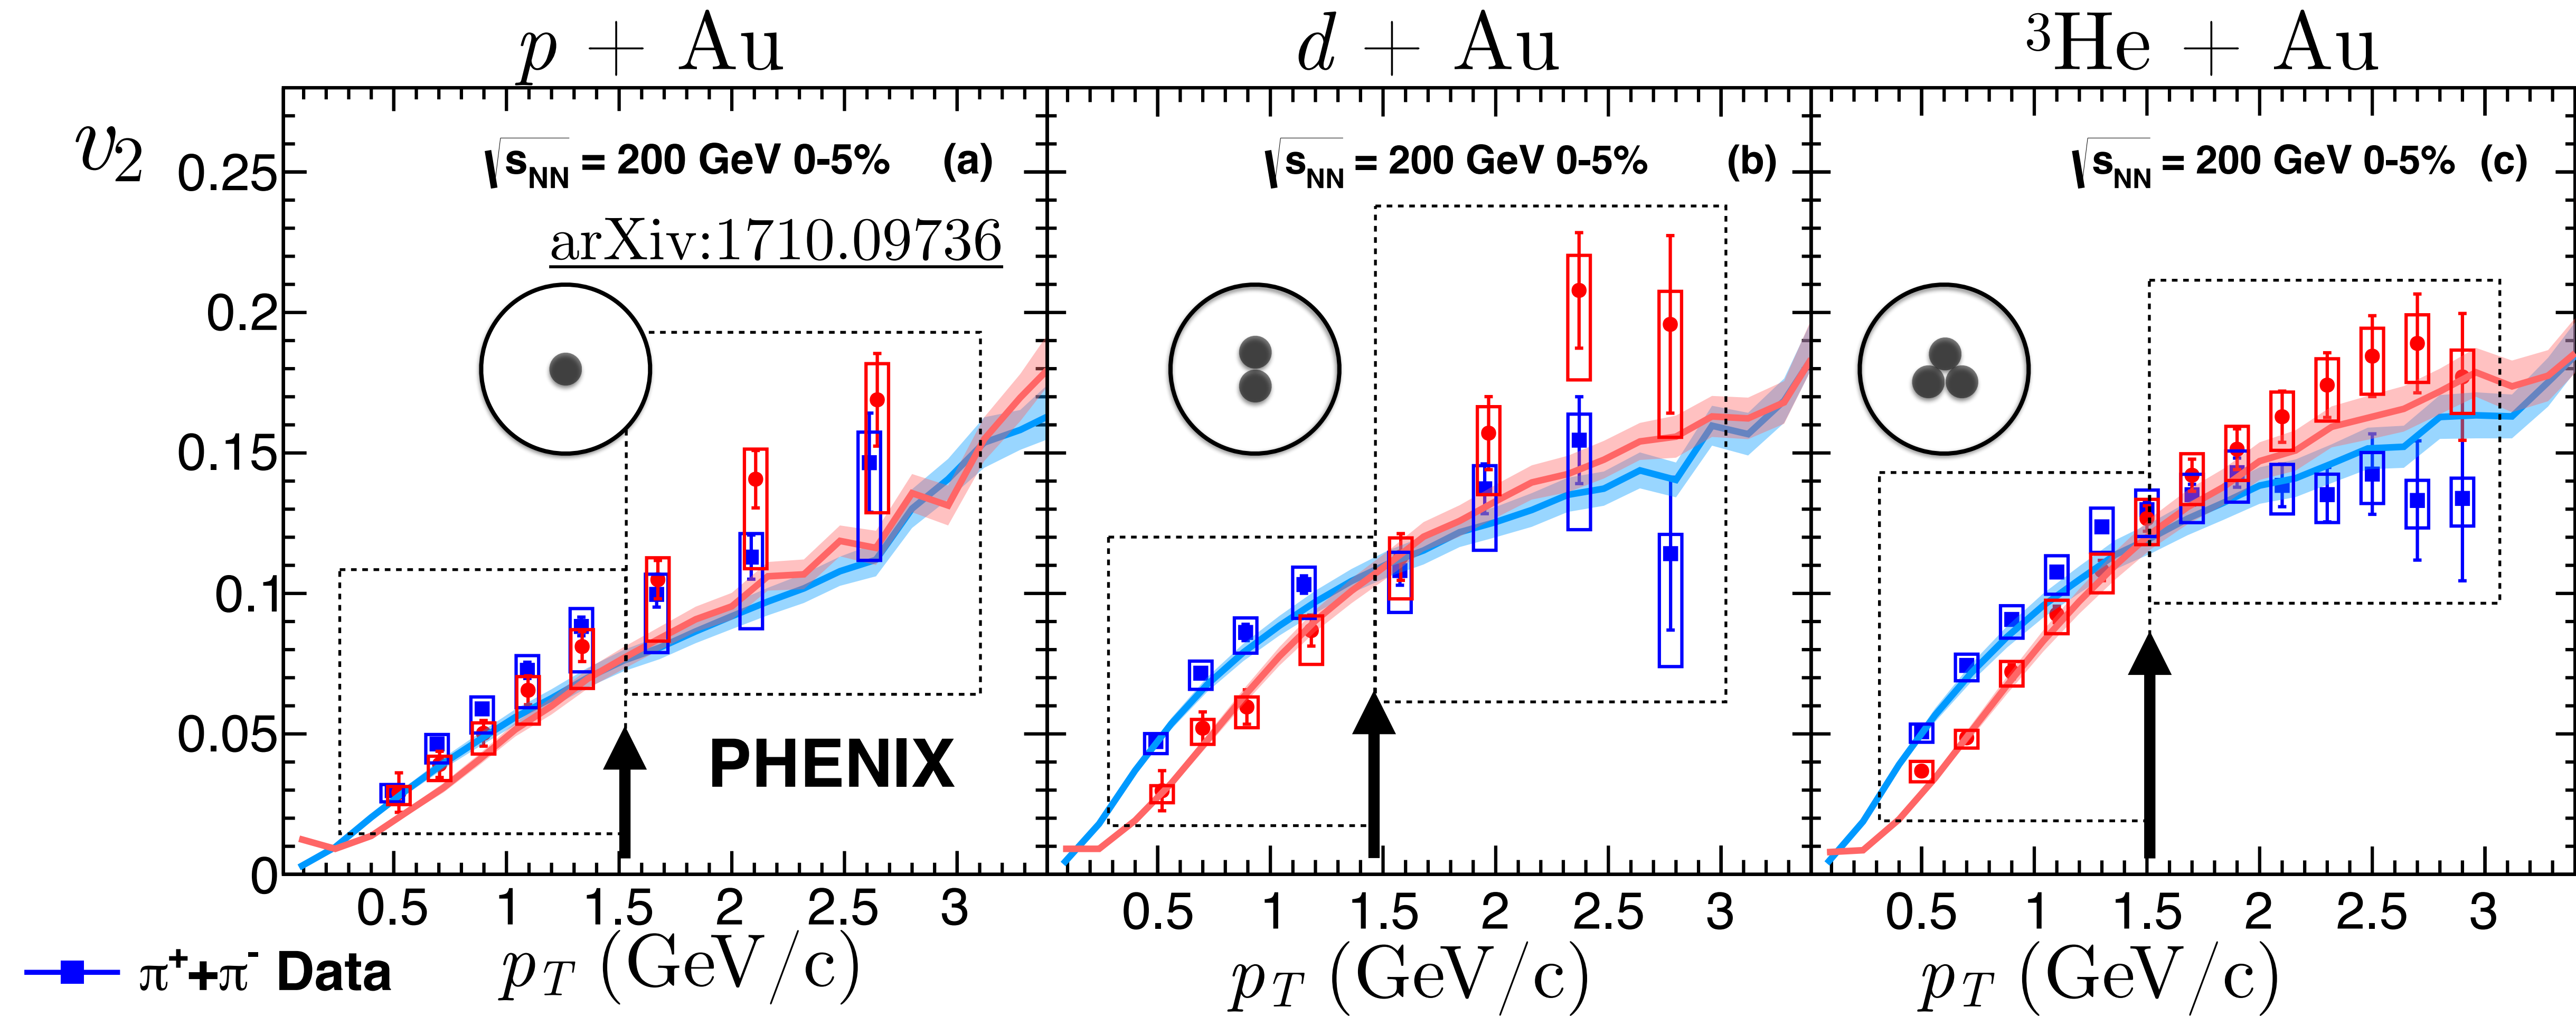 p + Au
d + Au
³He + Au
v₂
√sNN = 200 GeV 0-5% (a)
√sNN = 200 GeV 0-5% (b)
√sNN = 200 GeV 0-5% (c)
arXiv:1710.09736
0.25
0.2
0.15
0.1
0.05
0
PHENIX
0.5 1 1.5 2 2.5 3
0.5 1 1.5 2 2.5 3
0.5 1 1.5 2 2.5 3
π⁺+π⁻ Data
pT (GeV/c)
pT (GeV/c)
pT (GeV/c)